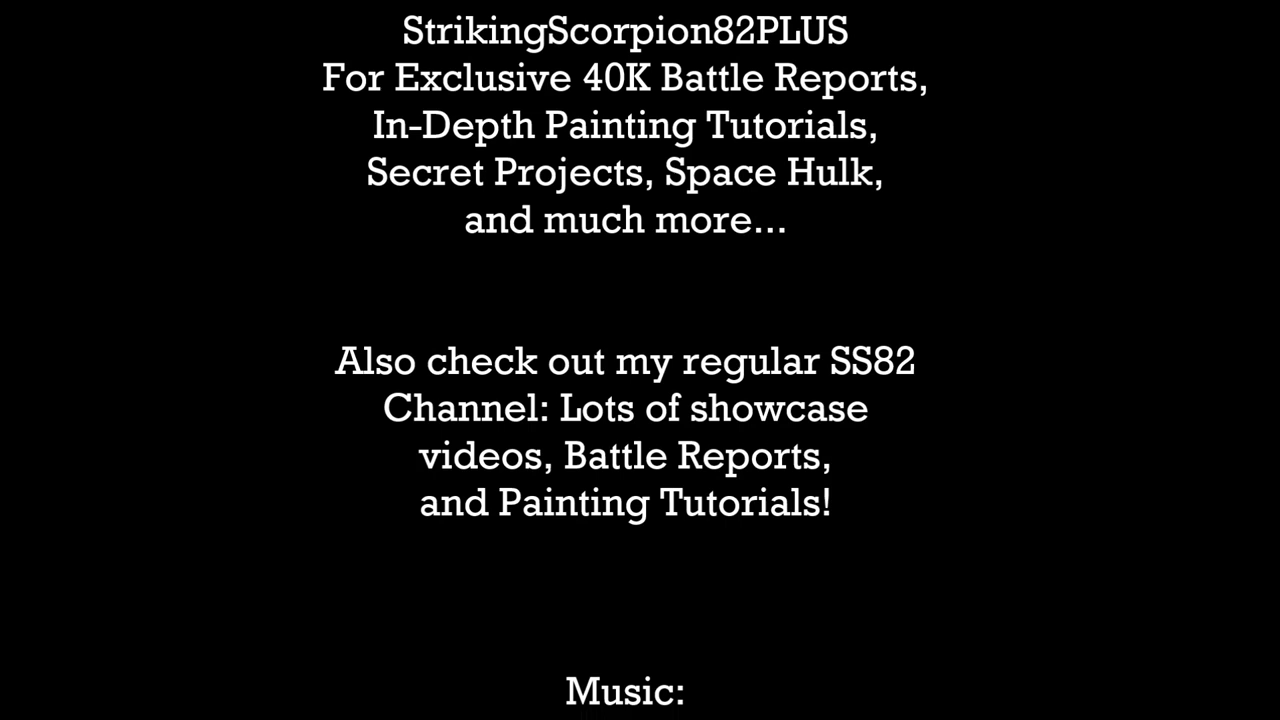 StrikingScorpion82PLUS
For Exclusive 40K Battle Reports,
In-Depth Painting Tutorials,
Secret Projects, Space Hulk,
and much more...
Also check out my regular SS82
Channel: Lots of showcase
videos, Battle Reports,
and Painting Tutorials!
Music: